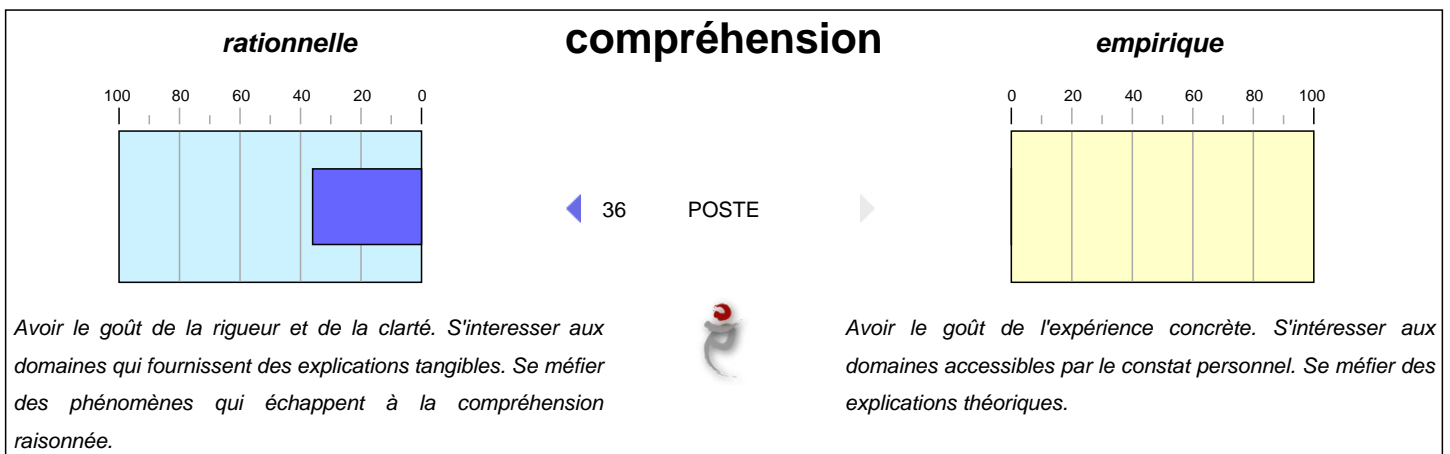 rationnelle compréhension empirique
100 80 60 40 20 0
0 20 40 60 80 100
36 POSTE
Avoir le goût de la rigueur et de la clarté. S'interesser aux
domaines qui fournissent des explications tangibles. Se méfier
des phénomènes qui échappent à la compréhension
raisonnée.
Avoir le goût de l'expérience concrète. S'intéresser aux
domaines accessibles par le constat personnel. Se méfier des
explications théoriques.